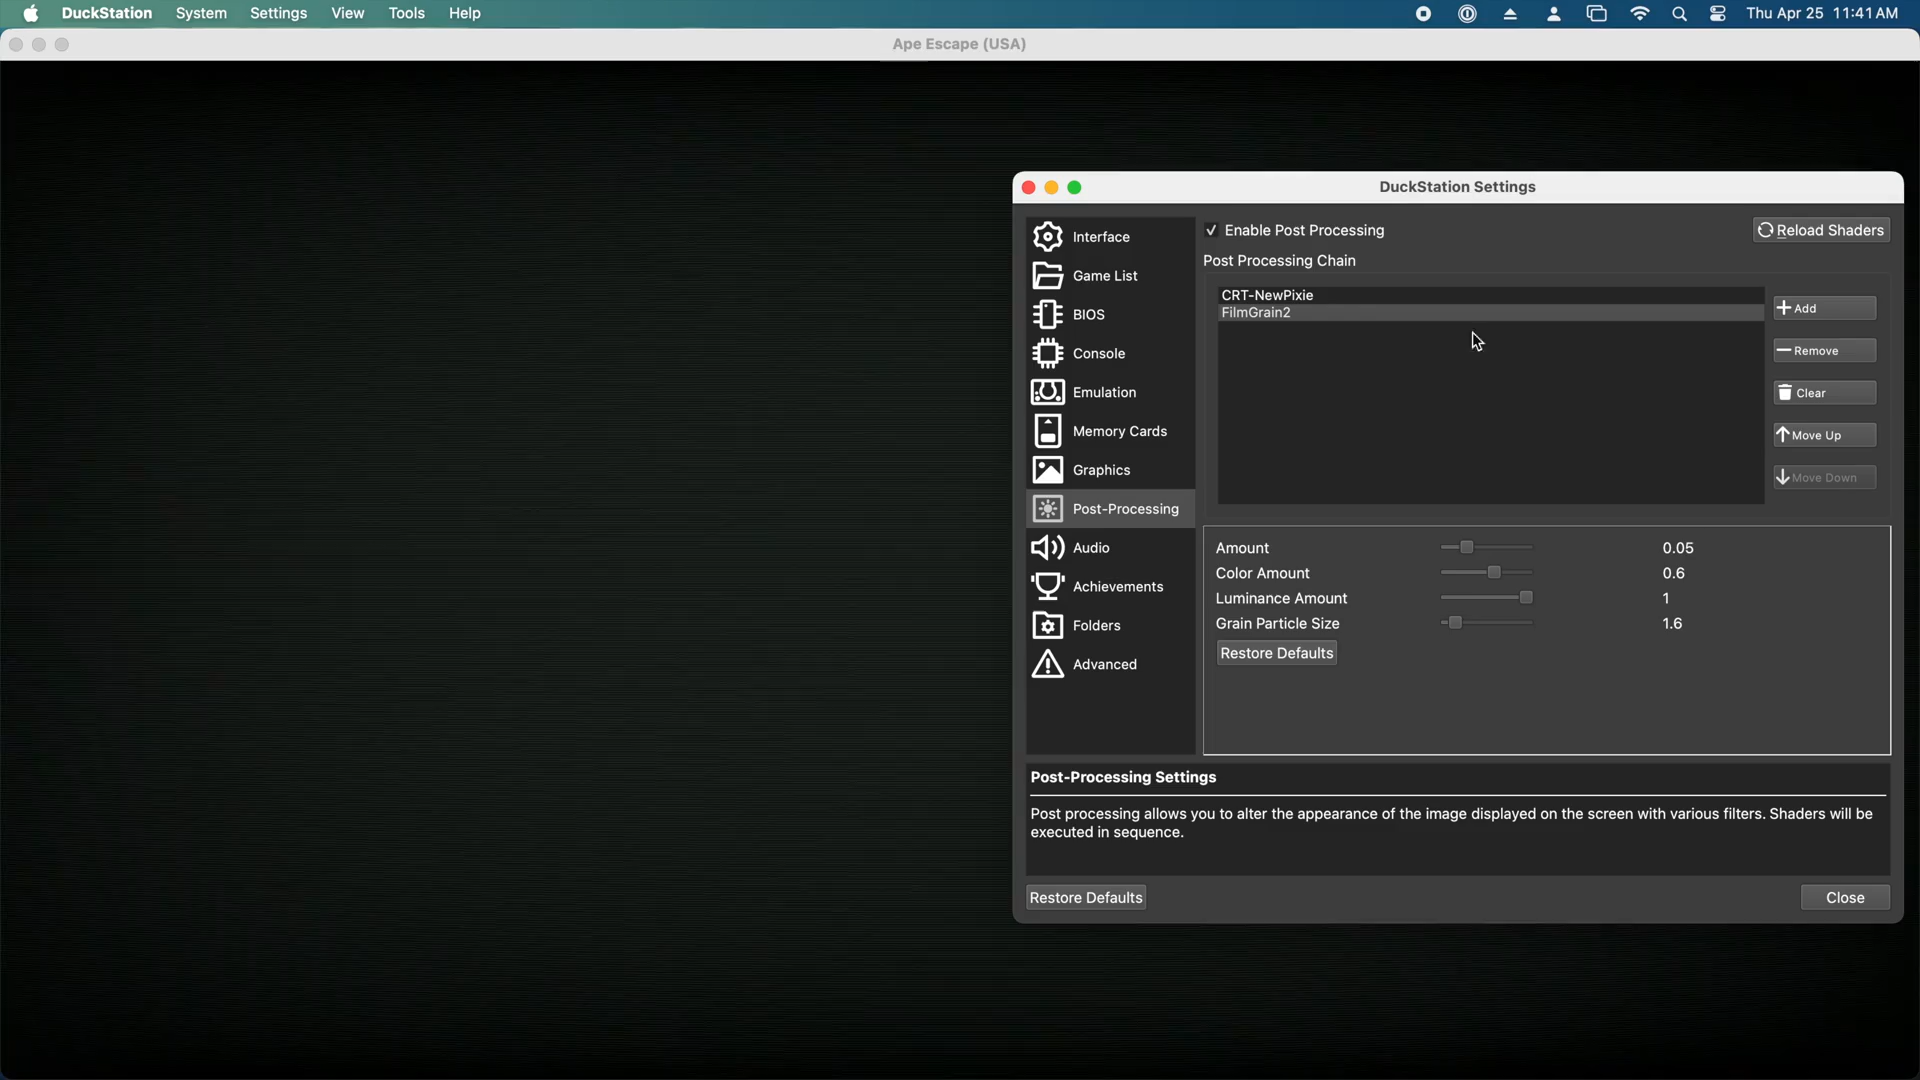 DuckStation System Settings View Tools Help Thu Apr 25 11:41 AM
Ape Escape (USA)
DuckStation Settings
Interface
Game List
BIOS
Console
Emulation
Memory Cards
Graphics
Post-Processing
Audio
Achievements
Folders
Advanced
Enable Post Processing
Reload Shaders
Post Processing Chain
CRT-NewPixie
FilmGrain2
Add
Remove
Clear
Move Up
Move Down
Amount 0.05
Color Amount 0.6
Luminance Amount 1
Grain Particle Size 1.6
Restore Defaults
Post-Processing Settings
Post processing allows you to alter the appearance of the image displayed on the screen with various filters. Shaders will be
executed in sequence.
Restore Defaults
Close